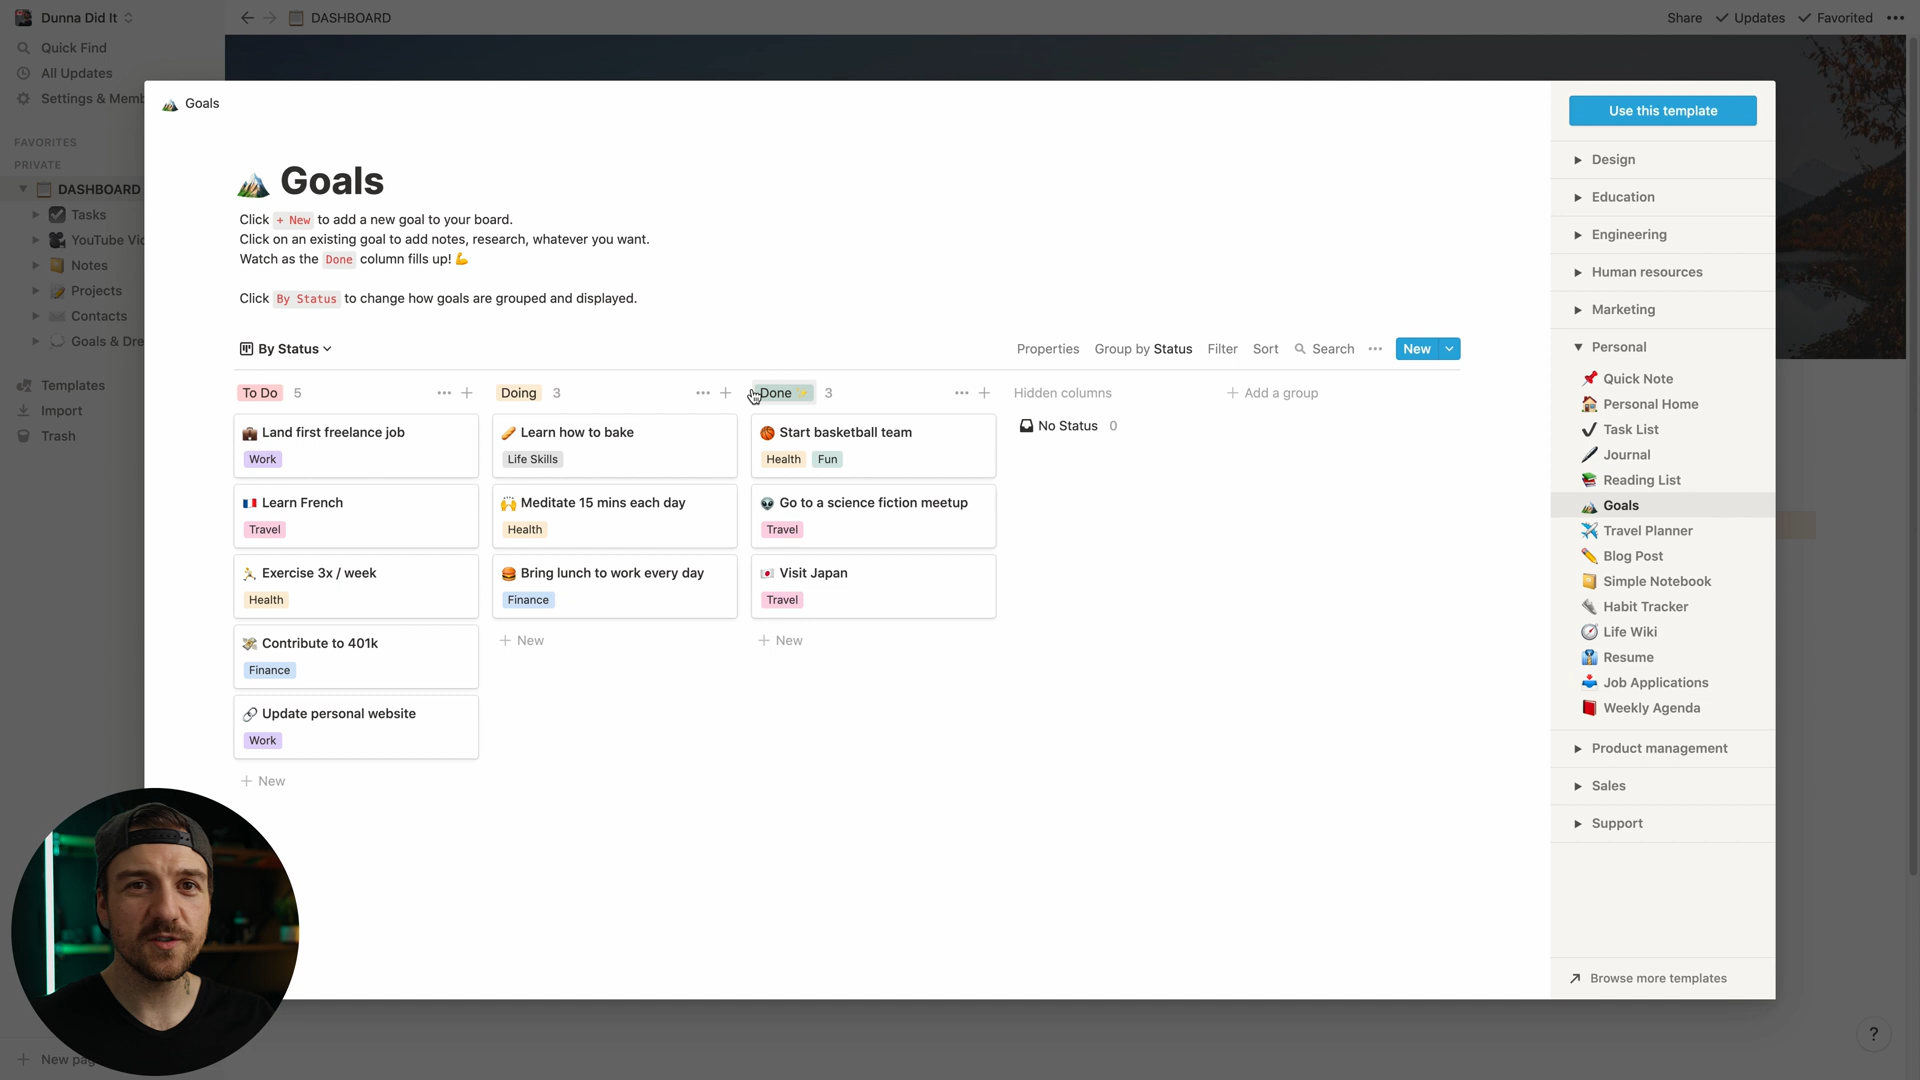 Dunna Did It
DASHBOARD
Share
Updates
Favorited
Quick Find
All Updates
Settings & Memb
FAVORITES
PRIVATE
DASHBOARD
Tasks
YouTube Vid
Notes
Projects
Contacts
Goals & Dre
Templates
Import
Trash
New pag
Goals
Goals
Click + New to add a new goal to your board.
Click on an existing goal to add notes, research, whatever you want.
Watch as the Done column fills up! 💪
Click By Status to change how goals are grouped and displayed.
By Status
Properties
Group by Status
Filter
Sort
Search
New
To Do 5
Land first freelance job
Work
Learn French
Travel
Exercise 3x / week
Health
Contribute to 401k
Finance
Update personal website
Work
+ New
Doing 3
Learn how to bake
Life Skills
Meditate 15 mins each day
Health
Bring lunch to work every day
Finance
+ New
Done ✨ 3
Start basketball team
Health Fun
Go to a science fiction meetup
Travel
Visit Japan
Travel
+ New
Hidden columns
No Status 0
+ Add a group
Use this template
Design
Education
Engineering
Human resources
Marketing
Personal
Quick Note
Personal Home
Task List
Journal
Reading List
Goals
Travel Planner
Blog Post
Simple Notebook
Habit Tracker
Life Wiki
Resume
Job Applications
Weekly Agenda
Product management
Sales
Support
Browse more templates
?